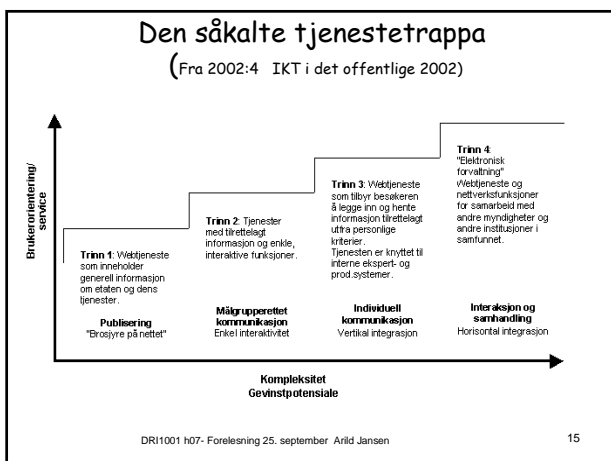 Den såkalte tjenestetrappa
(Fra 2002:4 IKT i det offentlige 2002)
Brukerorientering/
service
Trinn 1: Webtjeneste
som inneholder
generell informasjon
om etaten og dens
tjenester.
Publisering
"Brosjyre på nettet"
Trinn 2: Tjenester
med tilrettelagt
informasjon og enkle,
interaktive funksjoner.
Målgrupperettet
kommunikasjon
Enkel interaktivitet
Trinn 3: Webtjeneste
som tilbyr besøkeren
å legge inn og hente
informasjon tilrettelagt
utfra personlige
kriterier.
Tjenesten er knyttet til
interne ekspert- og
prod.systemer.
Individuell
kommunikasjon
Vertikal integrasjon
Trinn 4:
"Elektronisk
forvaltning"
Webtjeneste og
nettverksfunksjoner
for samarbeid med
andre myndigheter og
andre institusjoner i
samfunnet.
Interaksjon og
samhandling
Horisontal integrasjon
Kompleksitet
Gevinstpotensiale
DRI1001 h07- Forelesning 25. september Arild Jansen
15